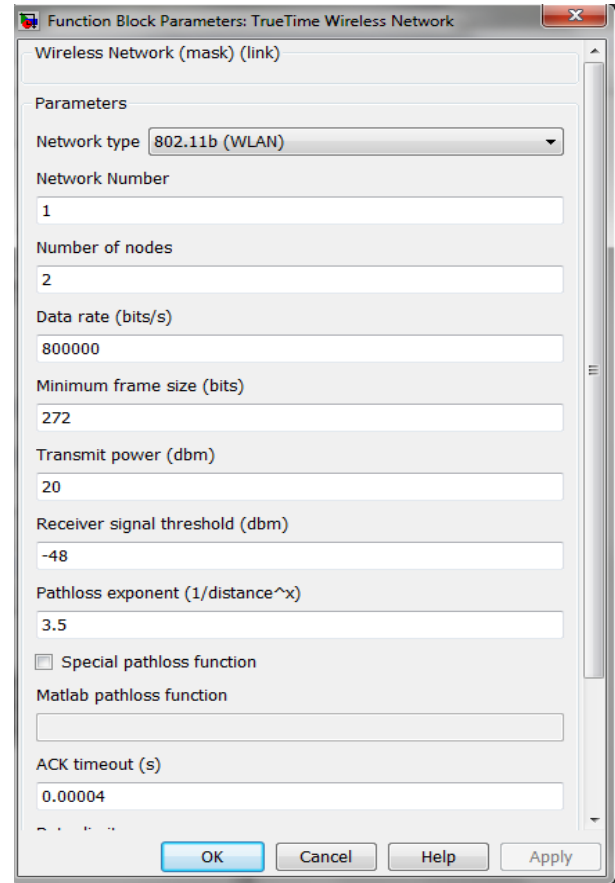 Function Block Parameters: TrueTime Wireless Network
Wireless Network (mask) (link)
Parameters
Network type 802.11b (WLAN)
Network Number
1
Number of nodes
2
Data rate (bits/s)
800000
Minimum frame size (bits)
272
Transmit power (dbm)
20
Receiver signal threshold (dbm)
-48
Pathloss exponent (1/distance^x)
3.5
Special pathloss function
Matlab pathloss function
ACK timeout (s)
0.00004
OK Cancel Help Apply